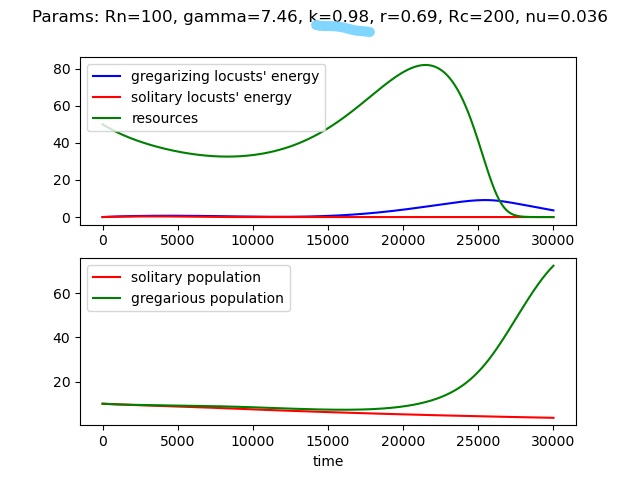 Params: Rn=100, gamma=7.46, k=0.98, r=0.69, Rc=200, nu=0.036
80
60
40
20
0
gregarizing locusts' energy
solitary locusts' energy
resources
0 5000 10000 15000 20000 25000 30000
60
40
20
solitary population
gregarious population
0 5000 10000 15000 20000 25000 30000
time